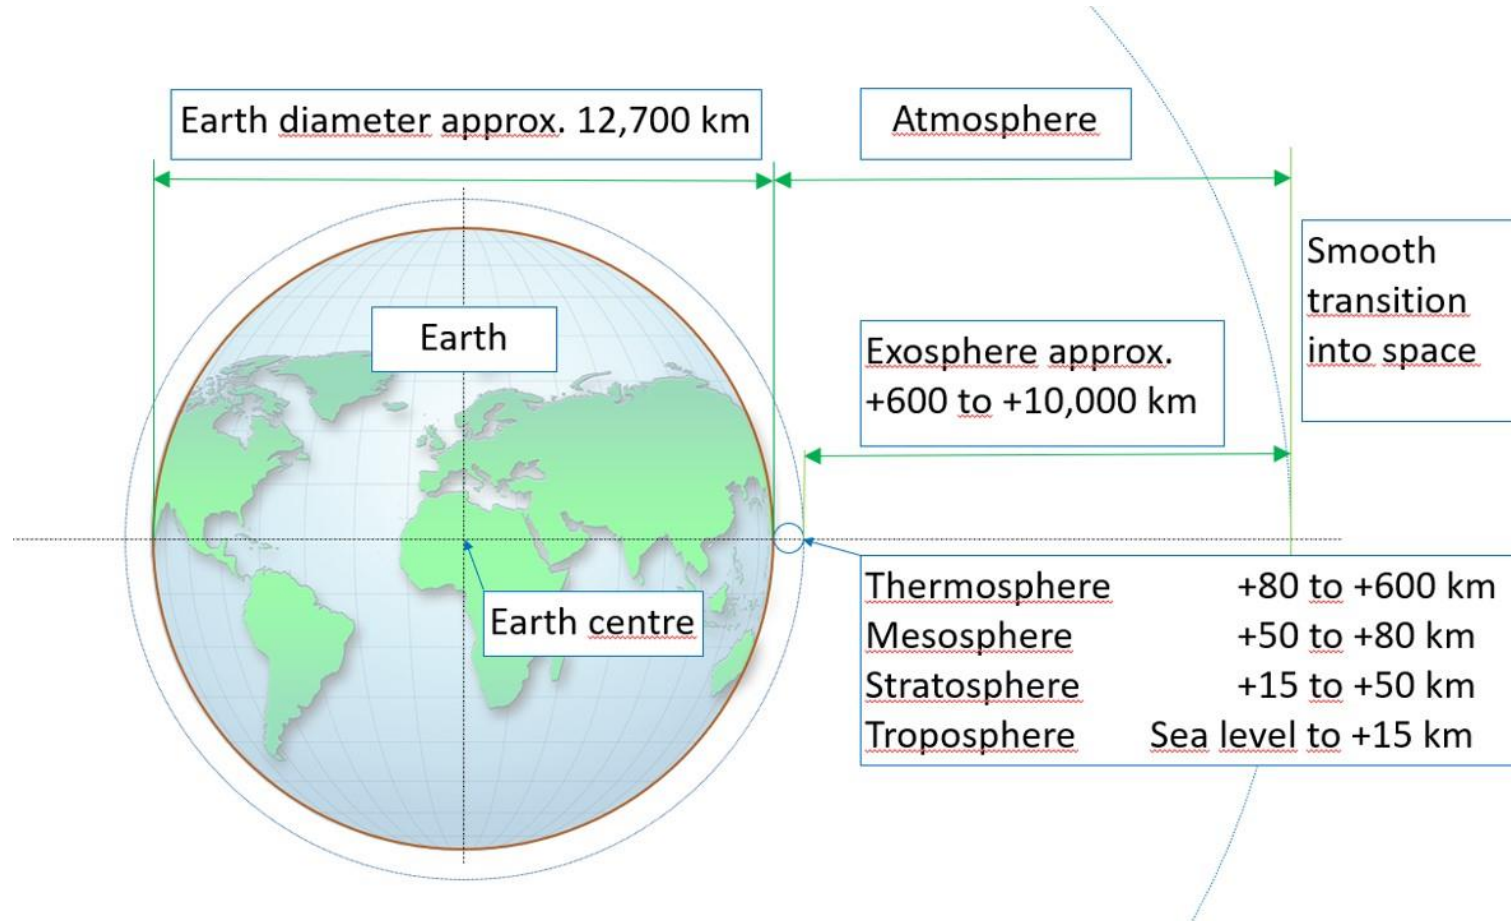 Earth diameter approx. 12,700 km
Atmosphere
Smooth
transition
into space
Earth
Exosphere approx.
+600 to +10,000 km
Earth centre
Thermosphere +80 to +600 km
Mesosphere +50 to +80 km
Stratosphere +15 to +50 km
Troposphere Sea level to +15 km